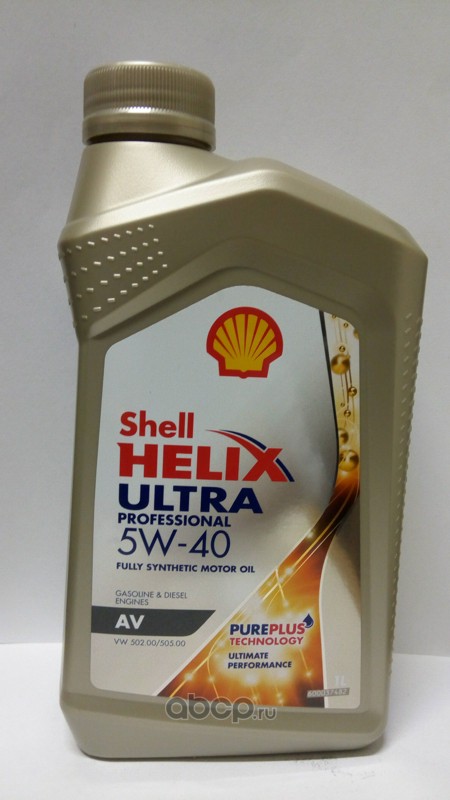 Shell
HELIX
ULTRA
PROFESSIONAL
5W-40
FULLY SYNTHETIC MOTOR OIL
GASOLINE & DIESEL
ENGINES
AV
VW 502.00/505.00
PUREPLUS
TECHNOLOGY
ULTIMATE
PERFORMANCE
1L
abcp.ru